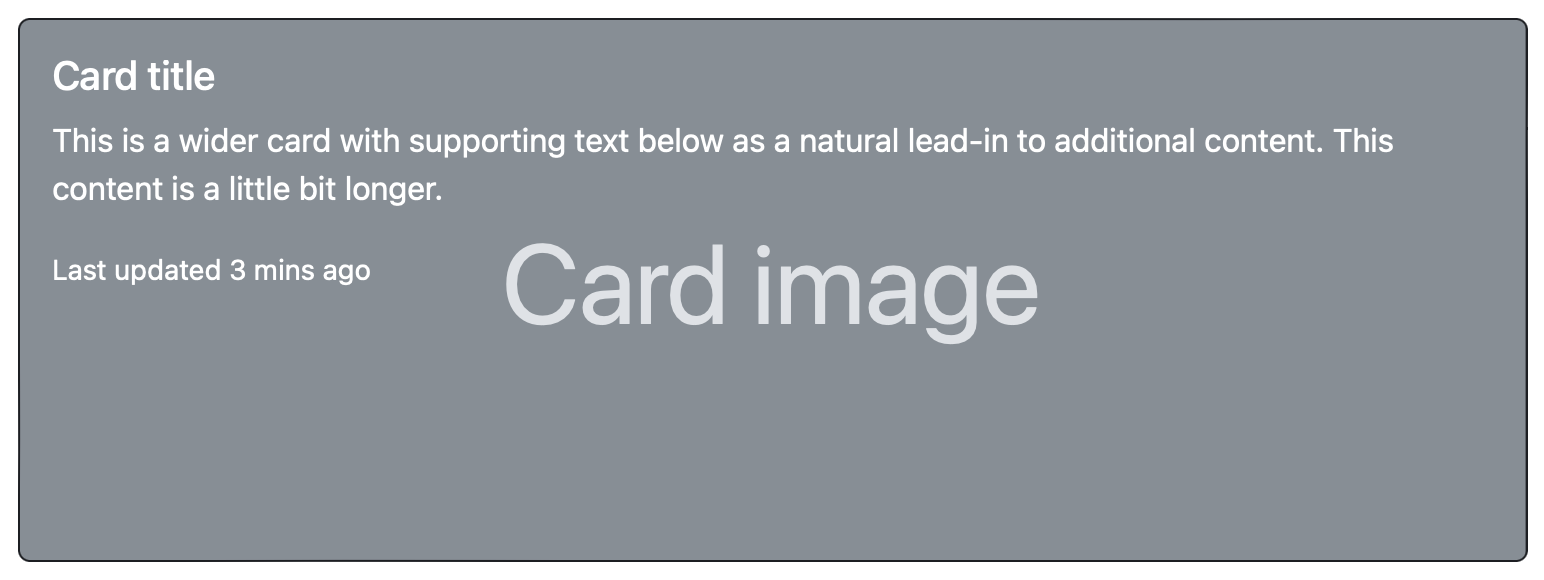 Card title
This is a wider card with supporting text below as a natural lead-in to additional content. This
content is a little bit longer.
Last updated 3 mins ago
Card image